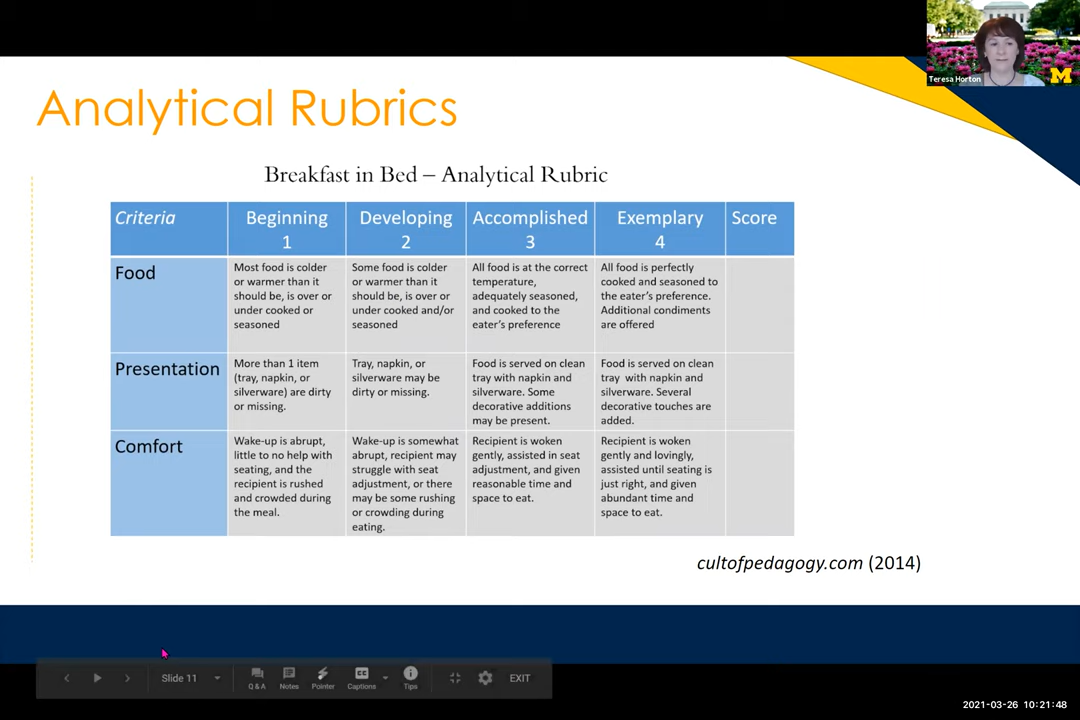 Teresa Horton
M
Analytical Rubrics
Breakfast in Bed – Analytical Rubric
Criteria
Beginning
1
Developing
2
Accomplished
3
Exemplary
4
Score
Food
Most food is colder
or warmer than it
should be, is over or
under cooked or
seasoned
Some food is colder
or warmer than it
should be, is over or
under cooked and/or
seasoned
All food is at the correct
temperature,
adequately seasoned,
and cooked to the
eater’s preference
All food is perfectly
cooked and seasoned to
the eater’s preference.
Additional condiments
are offered
Presentation
More than 1 item
(tray, napkin, or
silverware) are dirty
or missing.
Tray, napkin, or
silverware may be
dirty or missing.
Food is served on clean
tray with napkin and
silverware. Some
decorative additions
may be present.
Food is served on clean
tray with napkin and
silverware. Several
decorative touches are
added.
Comfort
Wake-up is abrupt,
little to no help with
seating, and the
recipient is rushed
and crowded during
the meal.
Wake-up is somewhat
abrupt, recipient may
struggle with seat
adjustment, or there
may be some rushing
or crowding during
eating.
Recipient is woken
gently, assisted in seat
adjustment, and given
reasonable time and
space to eat.
Recipient is woken
gently and lovingly,
assisted until seating is
just right, and given
abundant time and
space to eat.
cultofpedagogy.com (2014)
Slide 11
Q & A
Notes
Pointer
CC
Captions
Tips
EXIT
2021-03-26 10:21:48